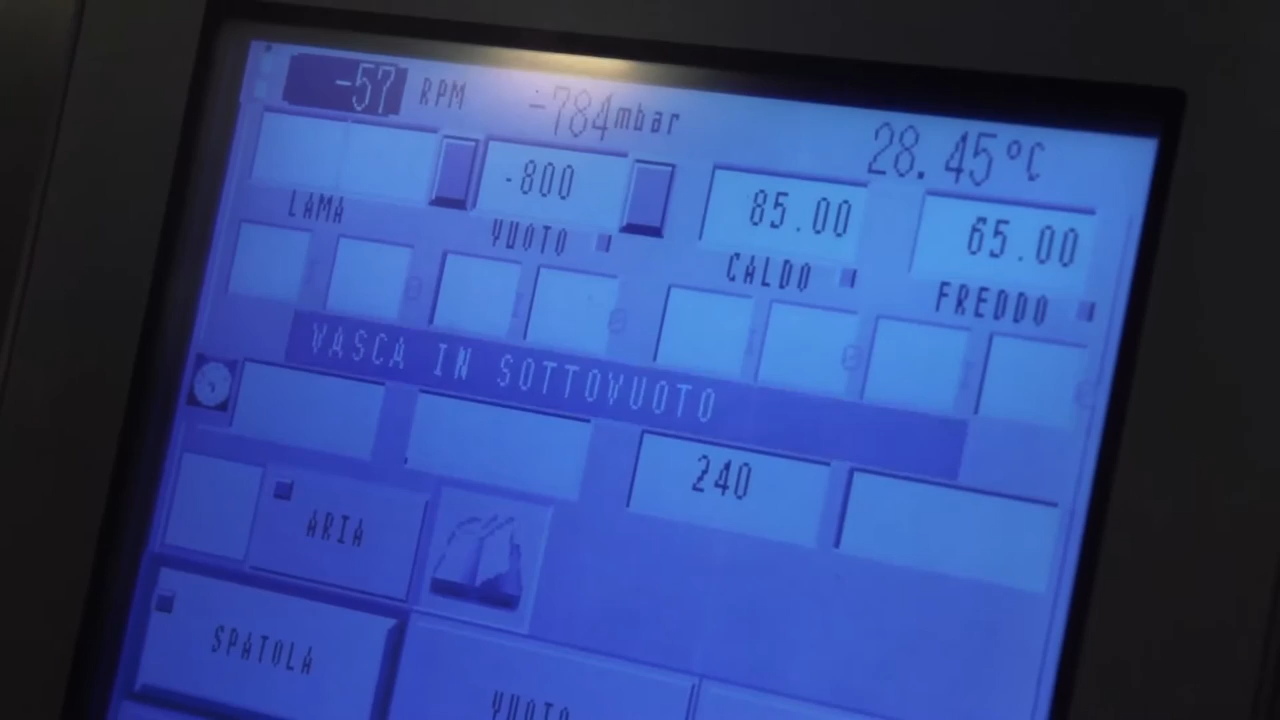 -57 RPM -784mbar 28.45°C
-800 85.00 65.00
LAMA VUOTO CALDO FREDDO
VASCA IN SOTTOVUOTO
240
ARIA
SPATOLA
VUOTO